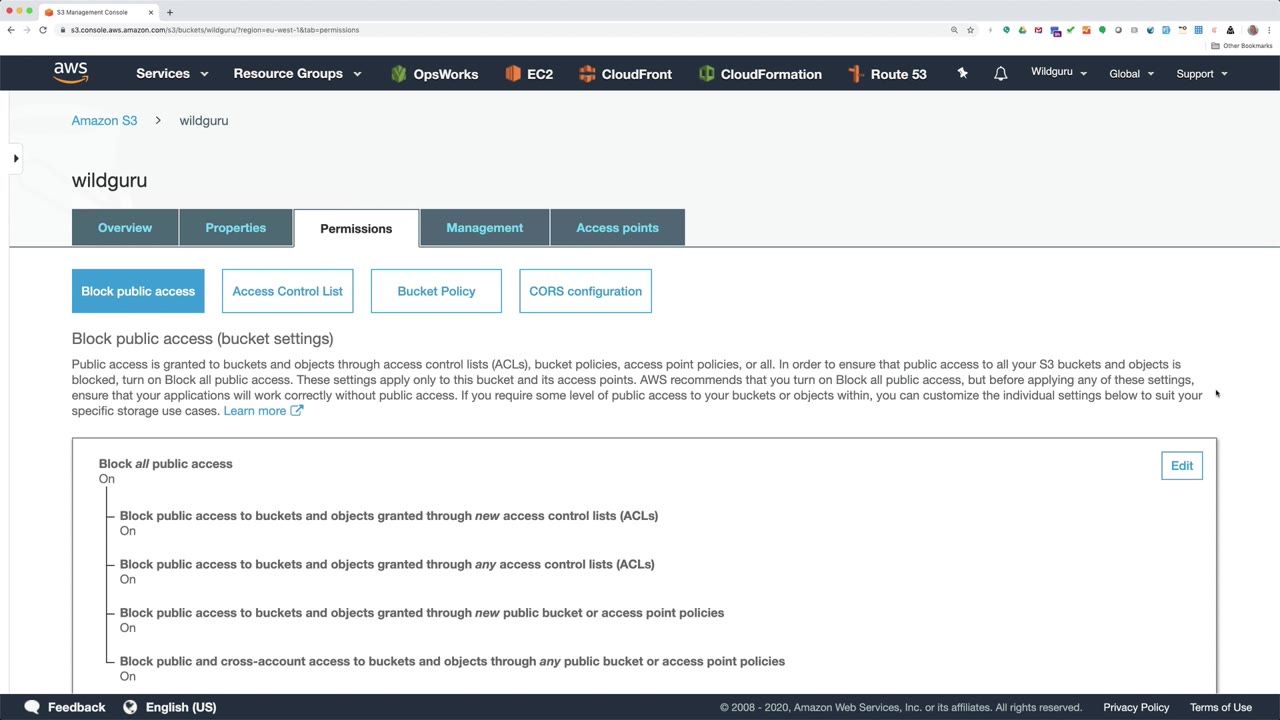 S3 Management Console
s3.console.aws.amazon.com/s3/buckets/wildguru/?region=eu-west-1&tab=permissions
Other Bookmarks
aws
Services
Resource Groups
OpsWorks
EC2
CloudFront
CloudFormation
Route 53
Wildguru
Global
Support
Amazon S3 > wildguru
wildguru
Overview
Properties
Permissions
Management
Access points
Block public access
Access Control List
Bucket Policy
CORS configuration
Block public access (bucket settings)
Public access is granted to buckets and objects through access control lists (ACLs), bucket policies, access point policies, or all. In order to ensure that public access to all your S3 buckets and objects is
blocked, turn on Block all public access. These settings apply only to this bucket and its access points. AWS recommends that you turn on Block all public access, but before applying any of these settings,
ensure that your applications will work correctly without public access. If you require some level of public access to your buckets or objects within, you can customize the individual settings below to suit your
specific storage use cases. Learn more
Block all public access
On
Edit
Block public access to buckets and objects granted through new access control lists (ACLs)
On
Block public access to buckets and objects granted through any access control lists (ACLs)
On
Block public access to buckets and objects granted through new public bucket or access point policies
On
Block public and cross-account access to buckets and objects through any public bucket or access point policies
On
Feedback
English (US)
© 2008 - 2020, Amazon Web Services, Inc. or its affiliates. All rights reserved.
Privacy Policy
Terms of Use